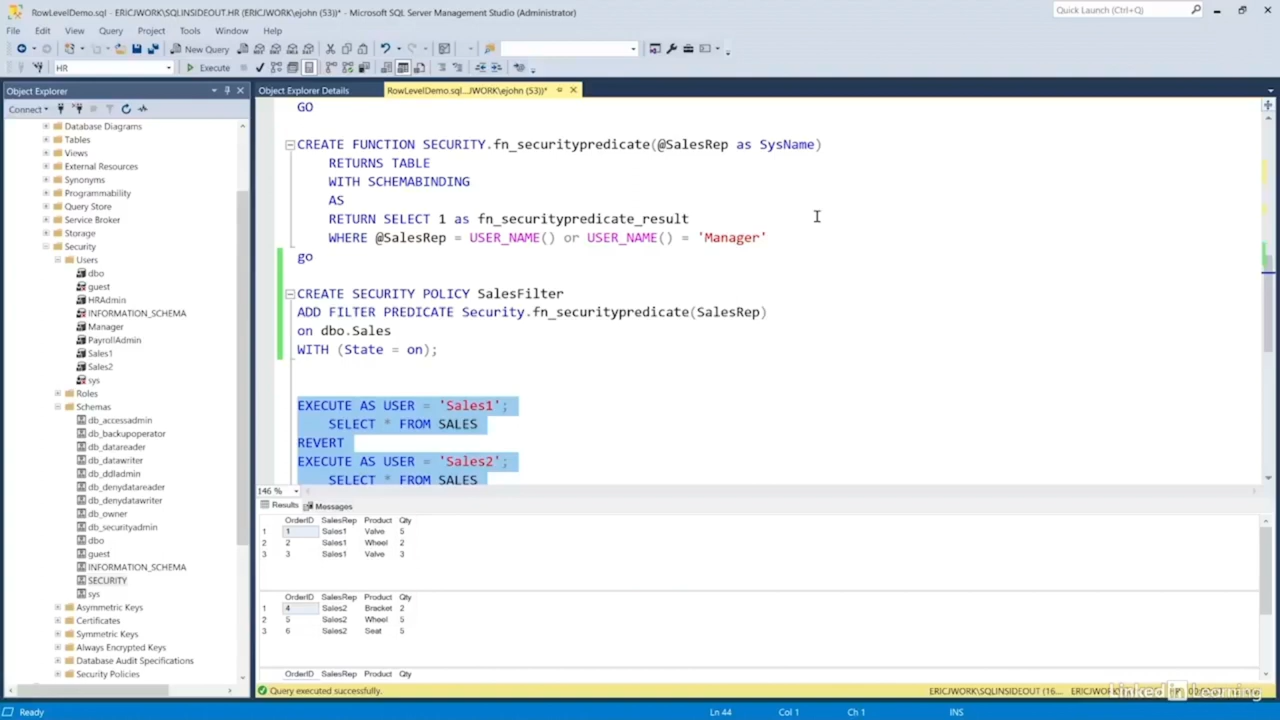 RowLevelDemo.sql - ERICJWORK\SQLINSIDEOUT.HR (ERICJWORK\ejohn (53))* - Microsoft SQL Server Management Studio (Administrator)
Quick Launch (Ctrl+Q)
File Edit View Query Project Tools Window Help
New Query
HR
Execute
Object Explorer
Object Explorer Details
RowLevelDemo.sql...JWORK\ejohn (53))*
Connect
Database Diagrams
Tables
Views
External Resources
Synonyms
Programmability
Query Store
Service Broker
Storage
Security
Users
dbo
guest
HRAdmin
INFORMATION_SCHEMA
Manager
PayrollAdmin
Sales1
Sales2
sys
Roles
Schemas
db_accessadmin
db_backupoperator
db_datareader
db_datawriter
db_ddladmin
db_denydatareader
db_denydatawriter
db_owner
db_securityadmin
dbo
guest
INFORMATION_SCHEMA
SECURITY
sys
Asymmetric Keys
Certificates
Symmetric Keys
Always Encrypted Keys
Database Audit Specifications
Security Policies
GO
CREATE FUNCTION SECURITY.fn_securitypredicate(@SalesRep as SysName)
RETURNS TABLE
WITH SCHEMABINDING
AS
RETURN SELECT 1 as fn_securitypredicate_result
WHERE @SalesRep = USER_NAME() or USER_NAME() = 'Manager'
go
CREATE SECURITY POLICY SalesFilter
ADD FILTER PREDICATE Security.fn_securitypredicate(SalesRep)
on dbo.Sales
WITH (State = on);
EXECUTE AS USER = 'Sales1';
SELECT * FROM SALES
REVERT
EXECUTE AS USER = 'Sales2';
SELECT * FROM SALES
146 %
Results Messages
OrderID SalesRep Product Qty
1 1 Sales1 Valve 5
2 2 Sales1 Wheel 2
3 3 Sales1 Valve 3
OrderID SalesRep Product Qty
1 4 Sales2 Bracket 2
2 5 Sales2 Wheel 5
3 6 Sales2 Seat 5
OrderID SalesRep Product Qty
Query executed successfully.
ERICJWORK\SQLINSIDEOUT (16...
Linked in Learning
Ready
Ln 44 Col 1 Ch 1 INS